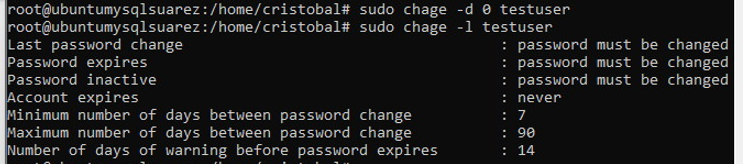 root@ubuntumysqlsuarez:/home/cristobal# sudo chage -d 0 testuser
root@ubuntumysqlsuarez:/home/cristobal# sudo chage -l testuser
Last password change : password must be changed
Password expires : password must be changed
Password inactive : password must be changed
Account expires : never
Minimum number of days between password change : 7
Maximum number of days between password change : 90
Number of days of warning before password expires : 14